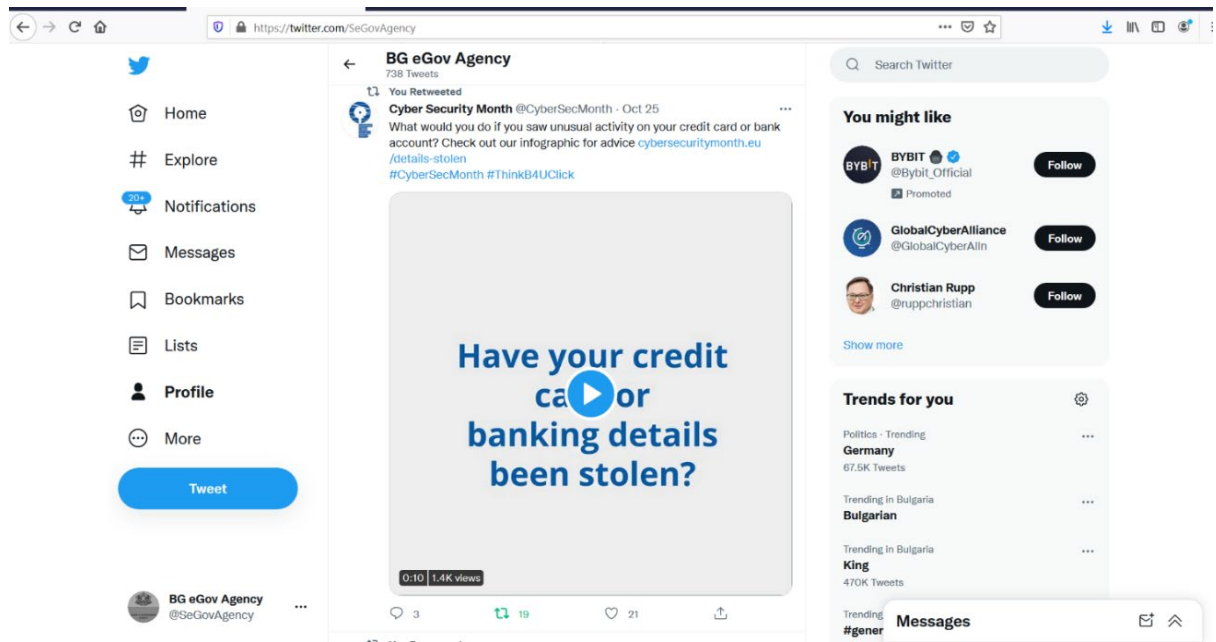 https://twitter.com/SeGovAgency
BG eGov Agency
738 Tweets
Home
Explore
20+
Notifications
Messages
Bookmarks
Lists
Profile
More
Tweet
BG eGov Agency
@SeGovAgency
You Retweeted
Cyber Security Month @CyberSecMonth · Oct 25
What would you do if you saw unusual activity on your credit card or bank
account? Check out our infographic for advice cybersecuritymonth.eu
/details-stolen
#CyberSecMonth #ThinkB4UClick
Have your credit
or
banking details
been stolen?
0:10 1.4K views
3 19 21
Search Twitter
You might like
BYBIT
BYBIT
@Bybit_Official
Promoted
Follow
GlobalCyberAlliance
@GlobalCyberAlln
Follow
Christian Rupp
@ruppchristian
Follow
Show more
Trends for you
Politics · Trending
Germany
67.5K Tweets
Trending in Bulgaria
Bulgarian
Trending in Bulgaria
King
470K Tweets
Trending
Messages